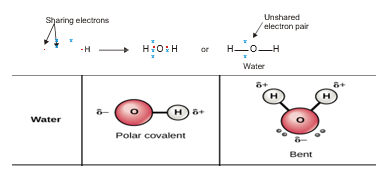 Sharing electrons
Unshared
electron pair
· · H
H : O : H or H—O—H
Water
Water
δ− O H δ+
Polar covalent
δ+ δ+
H H
O
δ−
Bent